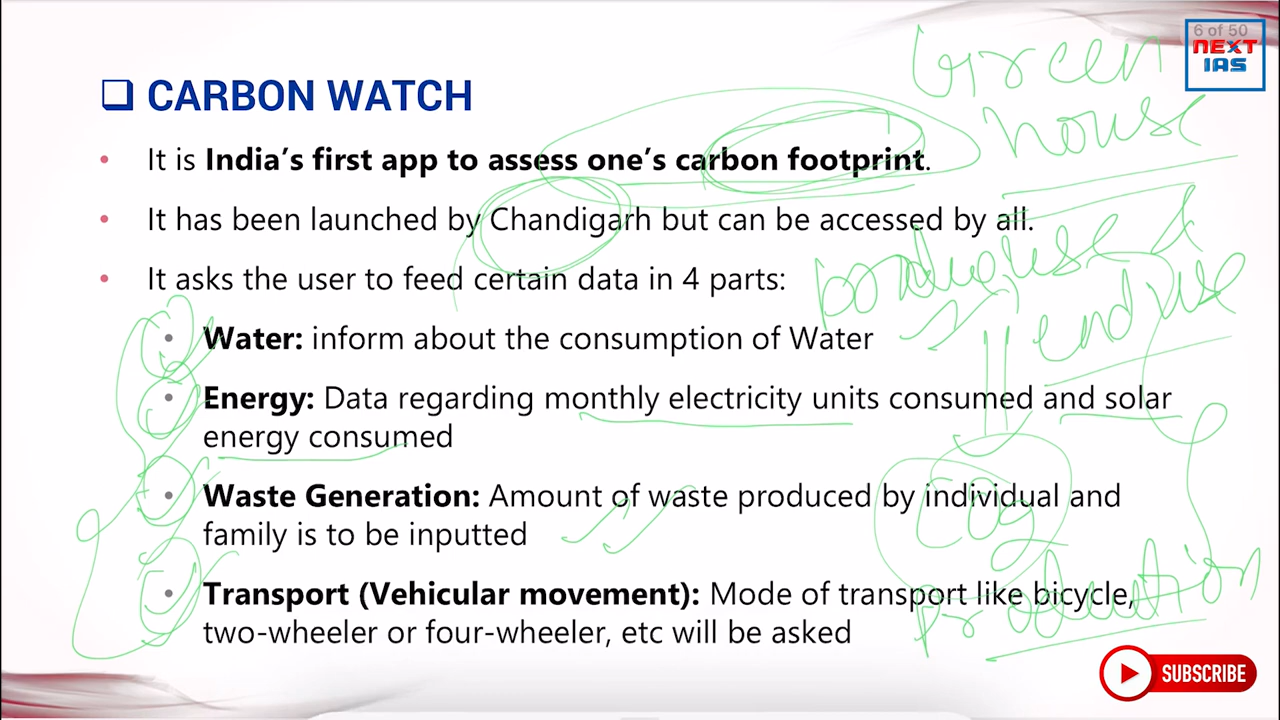 6 of 50
NEXT
IAS
Green
house
❑ CARBON WATCH
• It is India's first app to assess one's carbon footprint.
• It has been launched by Chandigarh but can be accessed by all.
• It asks the user to feed certain data in 4 parts:
• Water: inform about the consumption of Water
end use
• Energy: Data regarding monthly electricity units consumed and solar
energy consumed
• Waste Generation: Amount of waste produced by individual and
family is to be inputted
CO2
• Transport (Vehicular movement): Mode of transport like bicycle,
two-wheeler or four-wheeler, etc will be asked
production
SUBSCRIBE